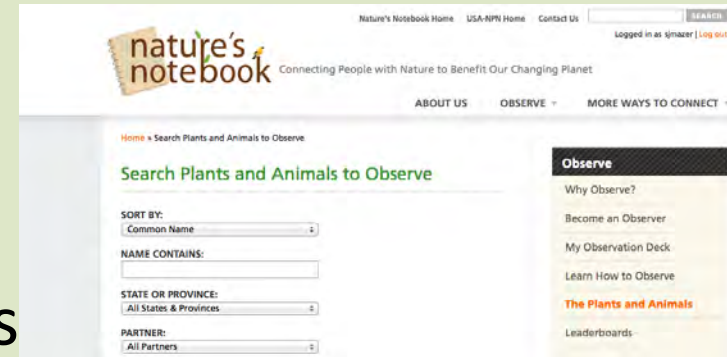 Nature's Notebook Home USA-NPN Home Contact Us SEARCH
Logged in as sjmazer | Log out
nature's
notebook Connecting People with Nature to Benefit Our Changing Planet
ABOUT US OBSERVE MORE WAYS TO CONNECT
Home » Search Plants and Animals to Observe
Search Plants and Animals to Observe
SORT BY:
Common Name
NAME CONTAINS:
STATE OR PROVINCE:
All States & Provinces
PARTNER:
All Partners
Observe
Why Observe?
Become an Observer
My Observation Deck
Learn How to Observe
The Plants and Animals
Leaderboards
s